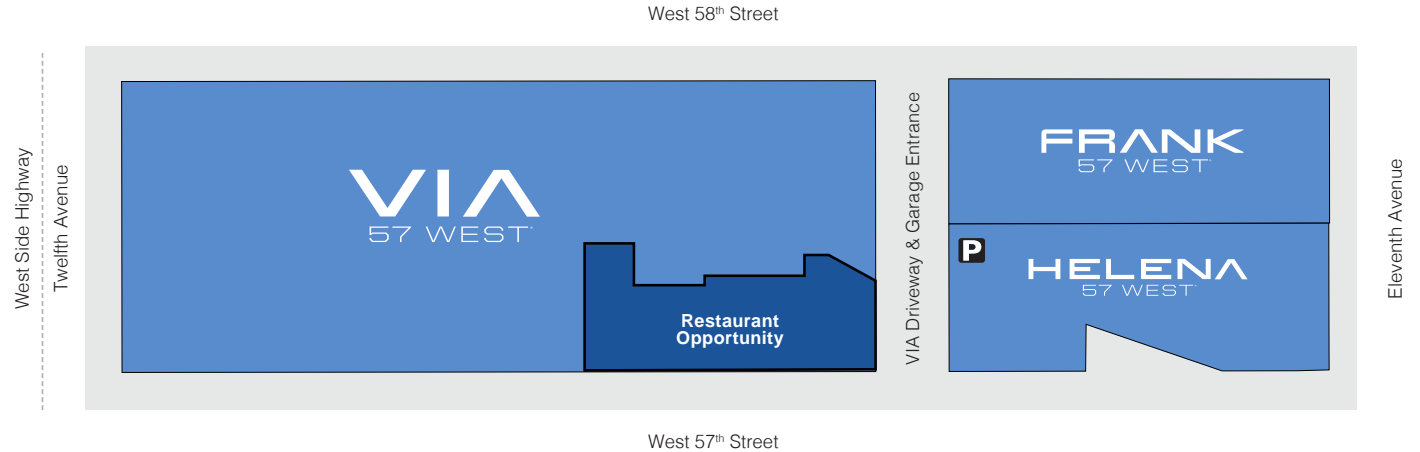 West 58th Street
West Side Highway
Twelfth Avenue
VIA
57 WEST
Restaurant
Opportunity
VIA Driveway & Garage Entrance
FRANK
57 WEST
P
HELENA
57 WEST
Eleventh Avenue
West 57th Street